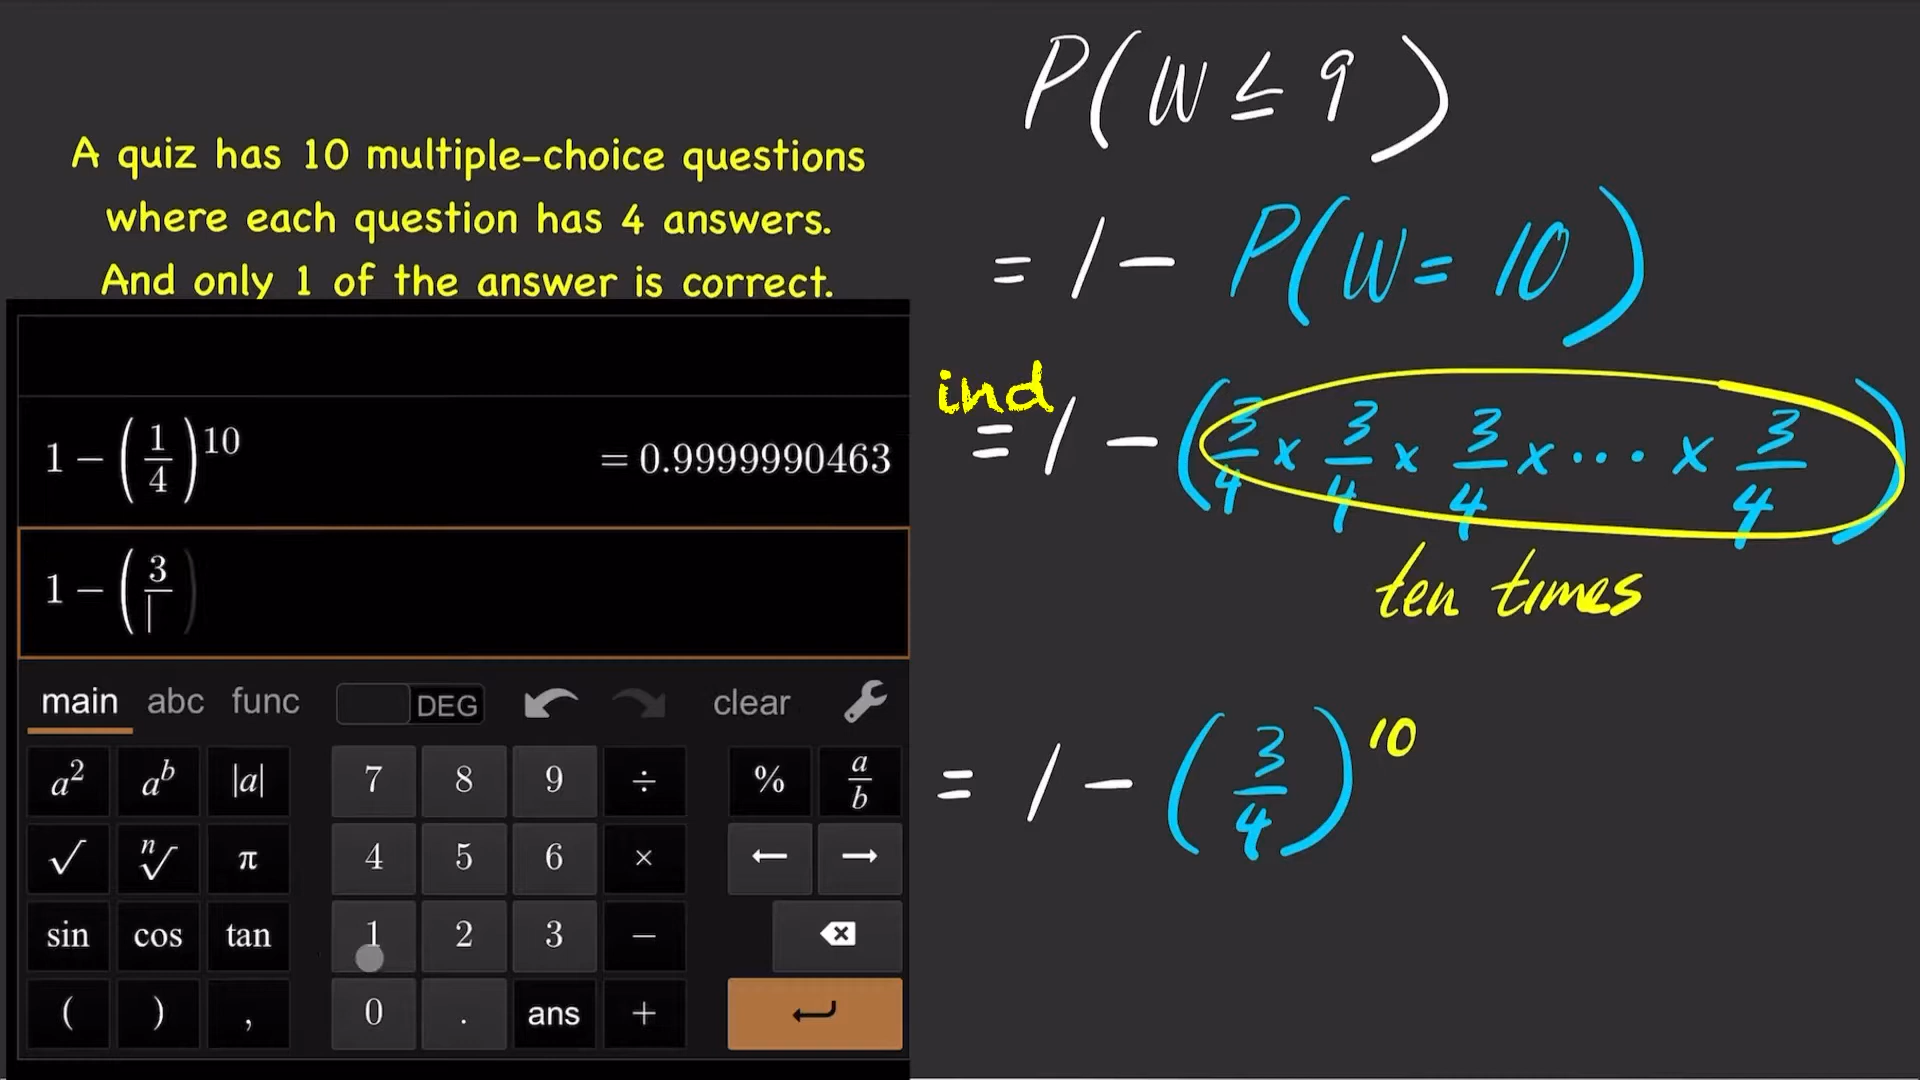 A quiz has 10 multiple-choice questions
where each question has 4 answers.
And only 1 of the answer is correct.
1 − (1/4)^10 = 0.9999990463
1 − (3/ )
main abc func DEG clear
a² a^b |a| 7 8 9 ÷ % a/b
√ ⁿ√ π 4 5 6 × ← →
sin cos tan 1 2 3 −
( ) , 0 . ans +
P(W ≤ 9)
= 1 − P(W = 10)
ind
= 1 − (3/4 × 3/4 × 3/4 × ... × 3/4)
ten times
= 1 − (3/4)^10